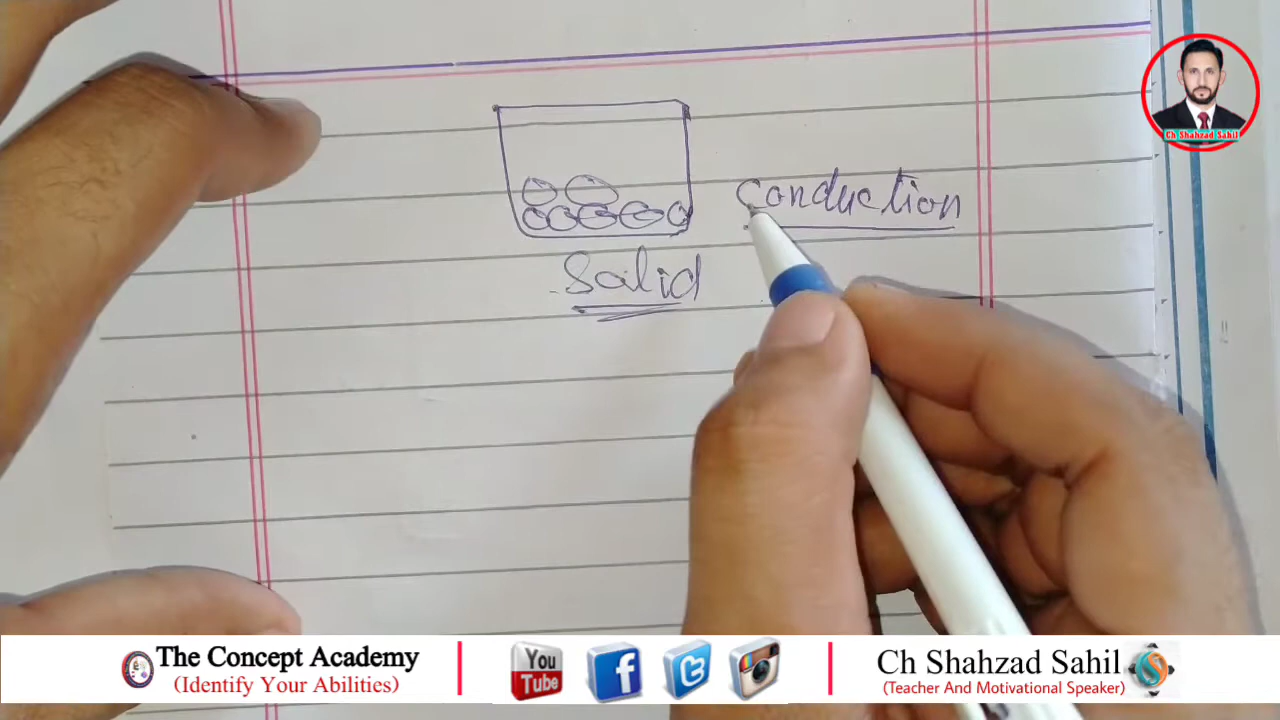 Ch Shahzad Sahil
Conduction
Salid
The Concept Academy
(Identify Your Abilities)
You
Tube
Ch Shahzad Sahil
(Teacher And Motivational Speaker)